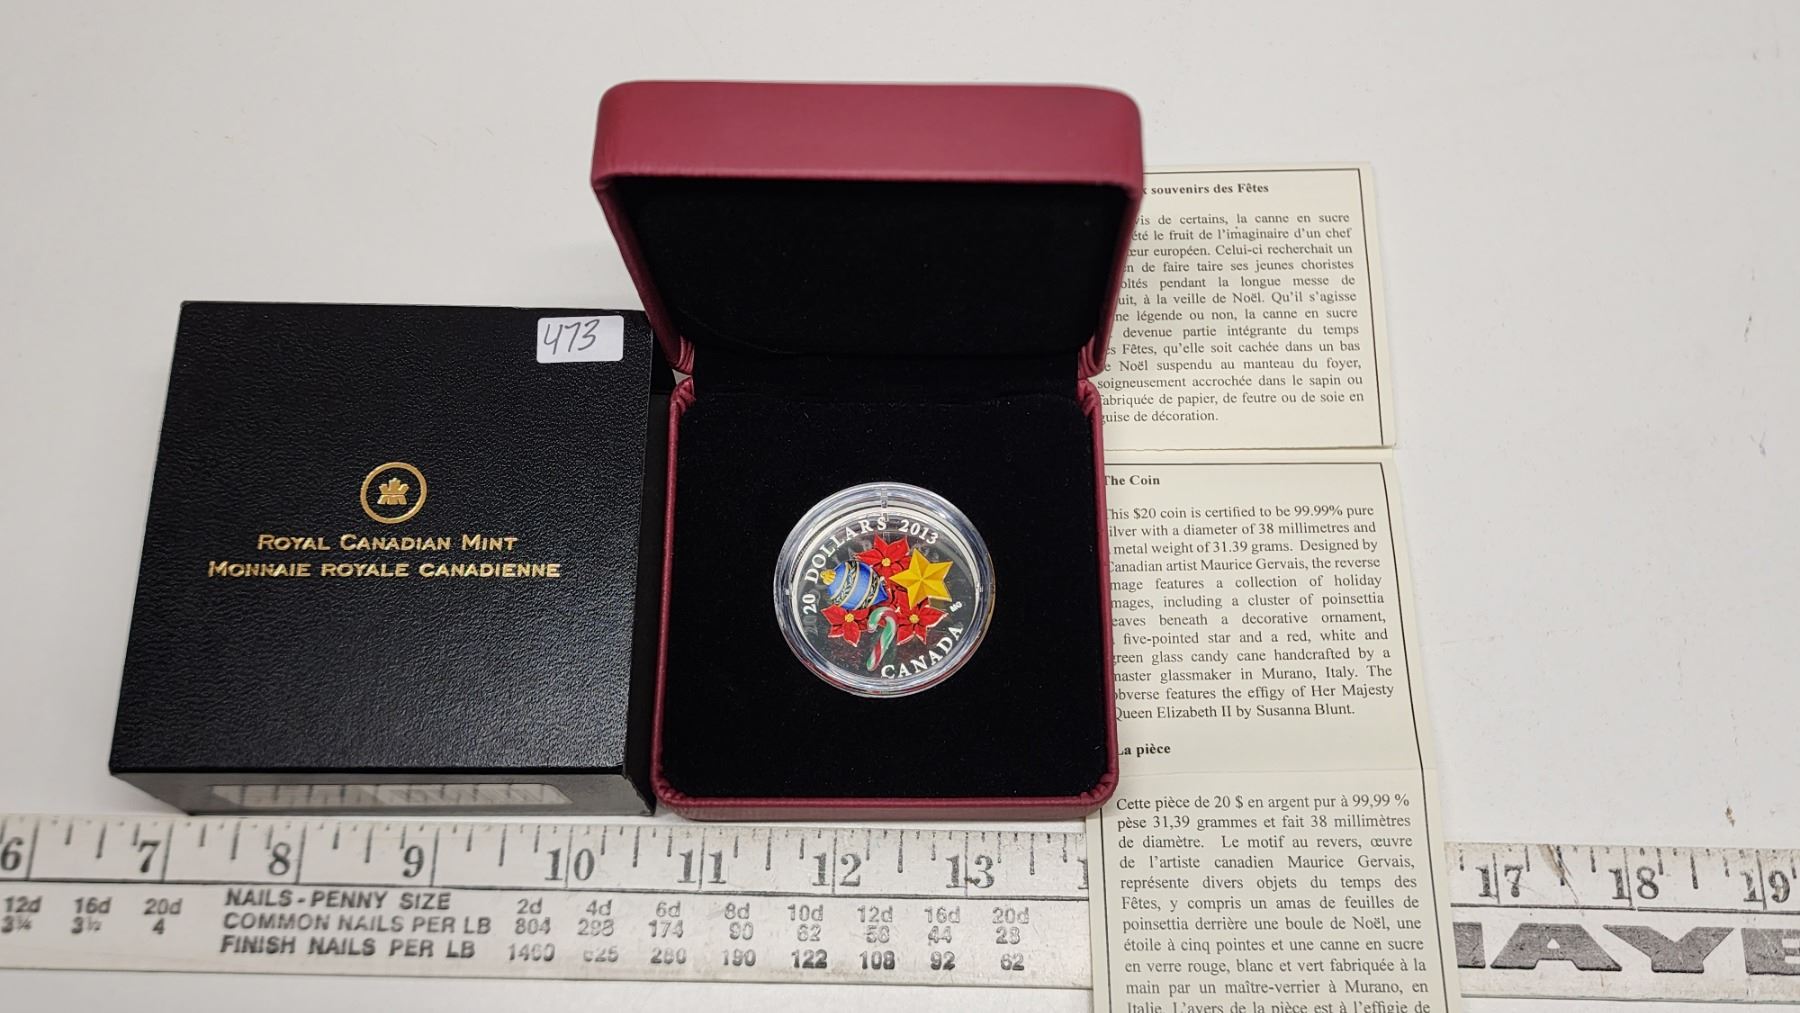 473
ROYAL CANADIAN MINT
MONNAIE ROYALE CANADIENNE
20 DOLLARS 2013
CANADA
MG
souvenirs des Fêtes
de certains, la canne en sucre
été le fruit de l'imaginaire d'un chef
européen. Celui-ci recherchait un
de faire taire ses jeunes choristes
pendant la longue messe de
à la veille de Noël. Qu'il s'agisse
légende ou non, la canne en sucre
devenue partie intégrante du temps
Fêtes, qu'elle soit cachée dans un bas
Noël suspendu au manteau du foyer,
soigneusement accrochée dans le sapin ou
fabriquée de papier, de feutre ou de soie en
guise de décoration.
The Coin
This $20 coin is certified to be 99.99% pure
silver with a diameter of 38 millimetres and
metal weight of 31.39 grams. Designed by
Canadian artist Maurice Gervais, the reverse
image features a collection of holiday
images, including a cluster of poinsettia
leaves beneath a decorative ornament,
five-pointed star and a red, white and
green glass candy cane handcrafted by a
master glassmaker in Murano, Italy. The
obverse features the effigy of Her Majesty
Queen Elizabeth II by Susanna Blunt.
La pièce
Cette pièce de 20 $ en argent pur à 99,99 %
pèse 31,39 grammes et fait 38 millimètres
de diamètre. Le motif au revers, œuvre
de l'artiste canadien Maurice Gervais,
représente divers objets du temps des
Fêtes, y compris un amas de feuilles de
poinsettia derrière une boule de Noël, une
étoile à cinq pointes et une canne en sucre
en verre rouge, blanc et vert fabriquée à la
main par un maître-verrier à Murano, en
Italie. L'avers de la pièce est à l'effigie de
6 7 8 9 10 11 12 13 17 18 19
12d 16d 20d NAILS - PENNY SIZE 2d 4d 6d 8d 10d 12d 16d 20d
3¼ 3½ 4 COMMON NAILS PER LB 804 298 174 90 62 58 44 28
FINISH NAILS PER LB 1460 625 280 190 122 108 92 62